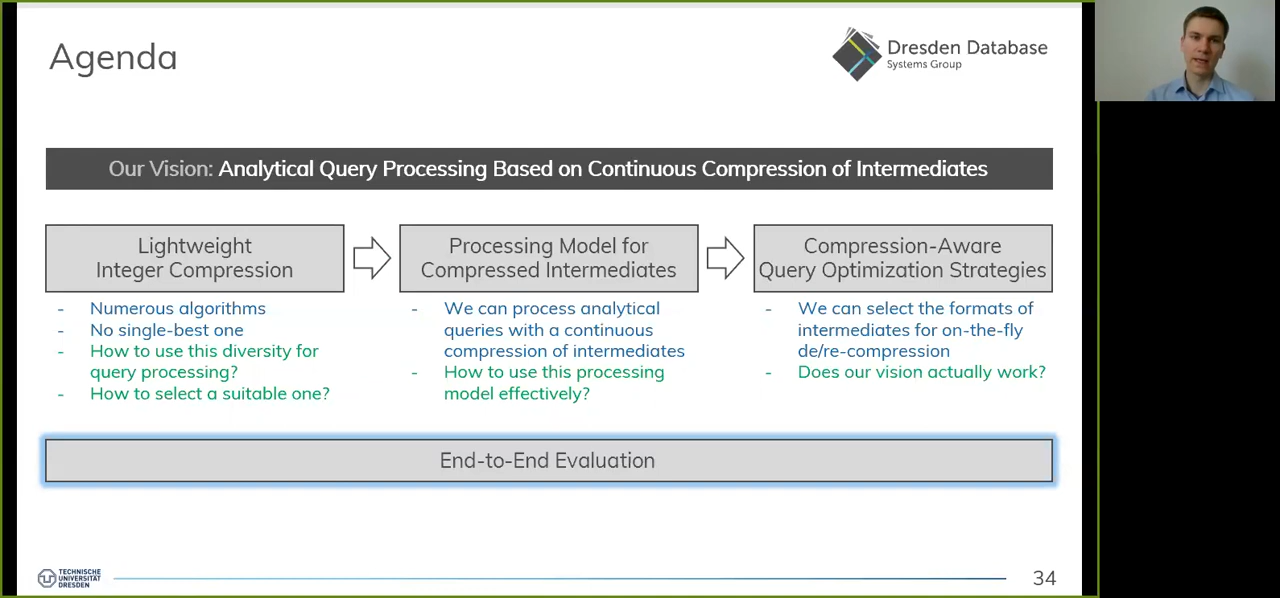 Agenda
Dresden Database
Systems Group
Our Vision: Analytical Query Processing Based on Continuous Compression of Intermediates
Lightweight
Integer Compression
- Numerous algorithms
- No single-best one
- How to use this diversity for
query processing?
- How to select a suitable one?
Processing Model for
Compressed Intermediates
- We can process analytical
queries with a continuous
compression of intermediates
- How to use this processing
model effectively?
Compression-Aware
Query Optimization Strategies
- We can select the formats of
intermediates for on-the-fly
de/re-compression
- Does our vision actually work?
End-to-End Evaluation
TECHNISCHE
UNIVERSITÄT
DRESDEN
34